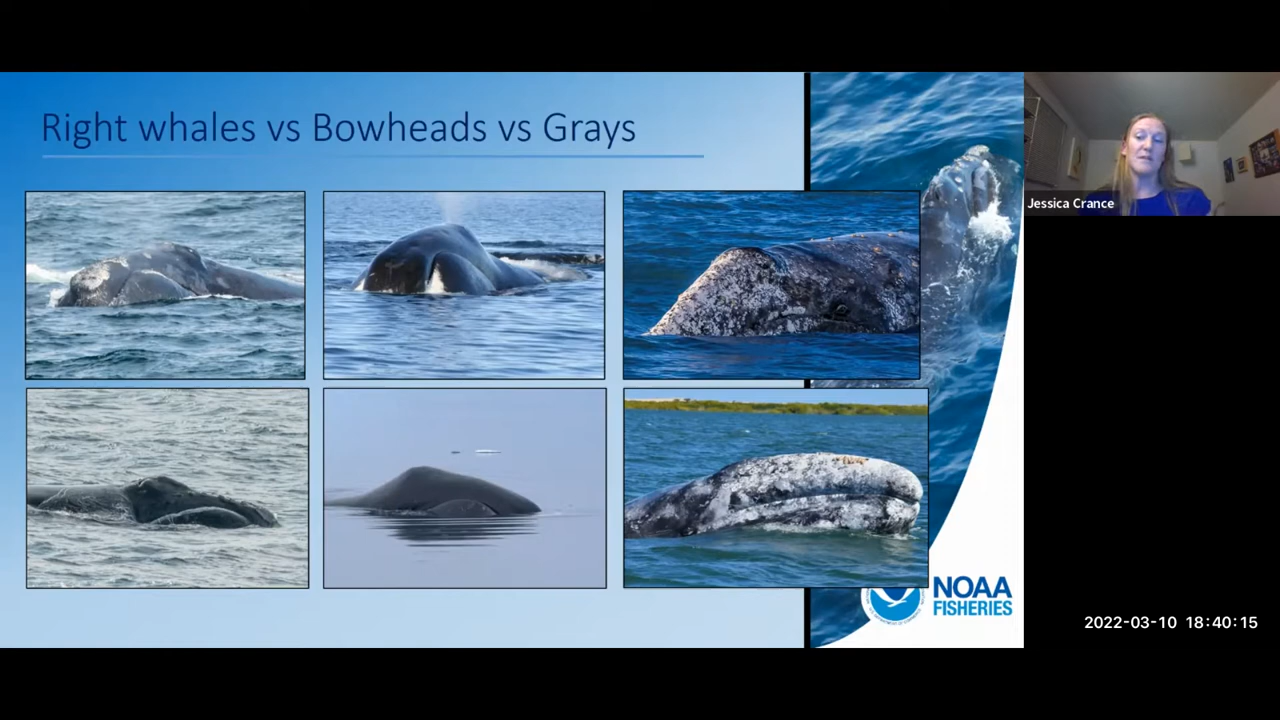 Right whales vs Bowheads vs Grays
Jessica Crance
NOAA
FISHERIES
2022-03-10 18:40:15